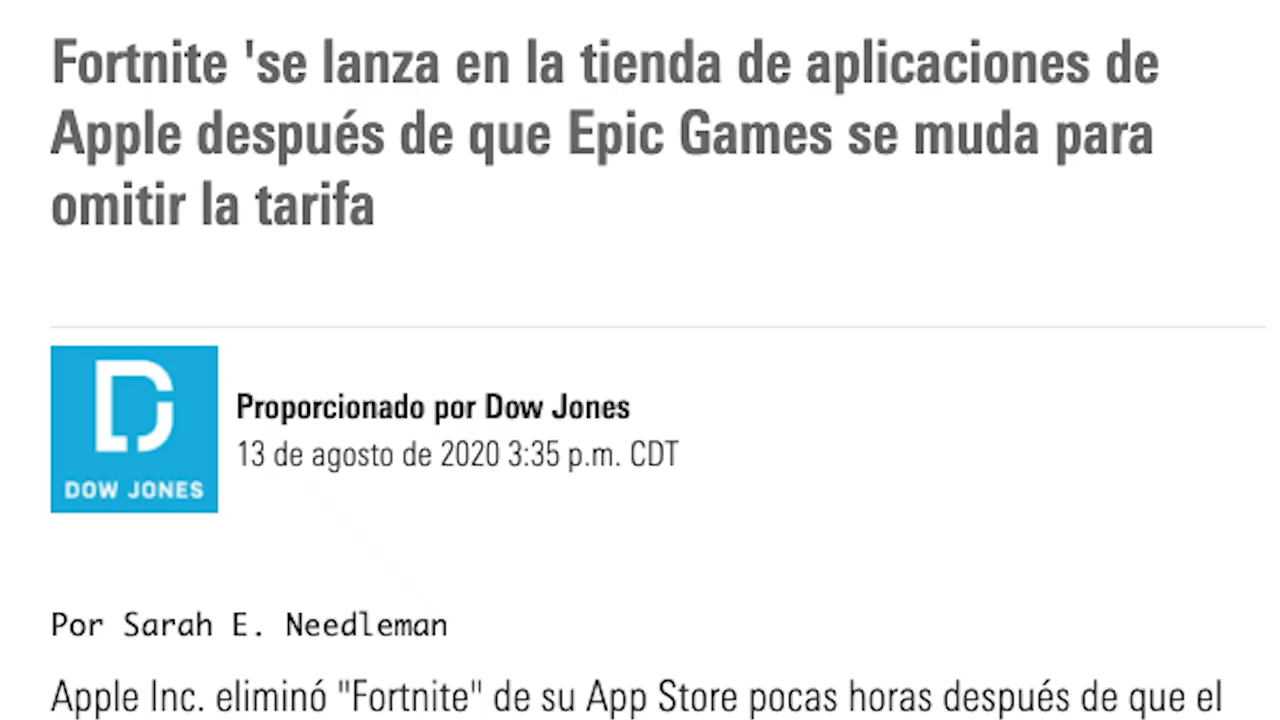 Fortnite 'se lanza en la tienda de aplicaciones de
Apple después de que Epic Games se muda para
omitir la tarifa
DOW JONES
Proporcionado por Dow Jones
13 de agosto de 2020 3:35 p.m. CDT
Por Sarah E. Needleman
Apple Inc. eliminó "Fortnite" de su App Store pocas horas después de que el